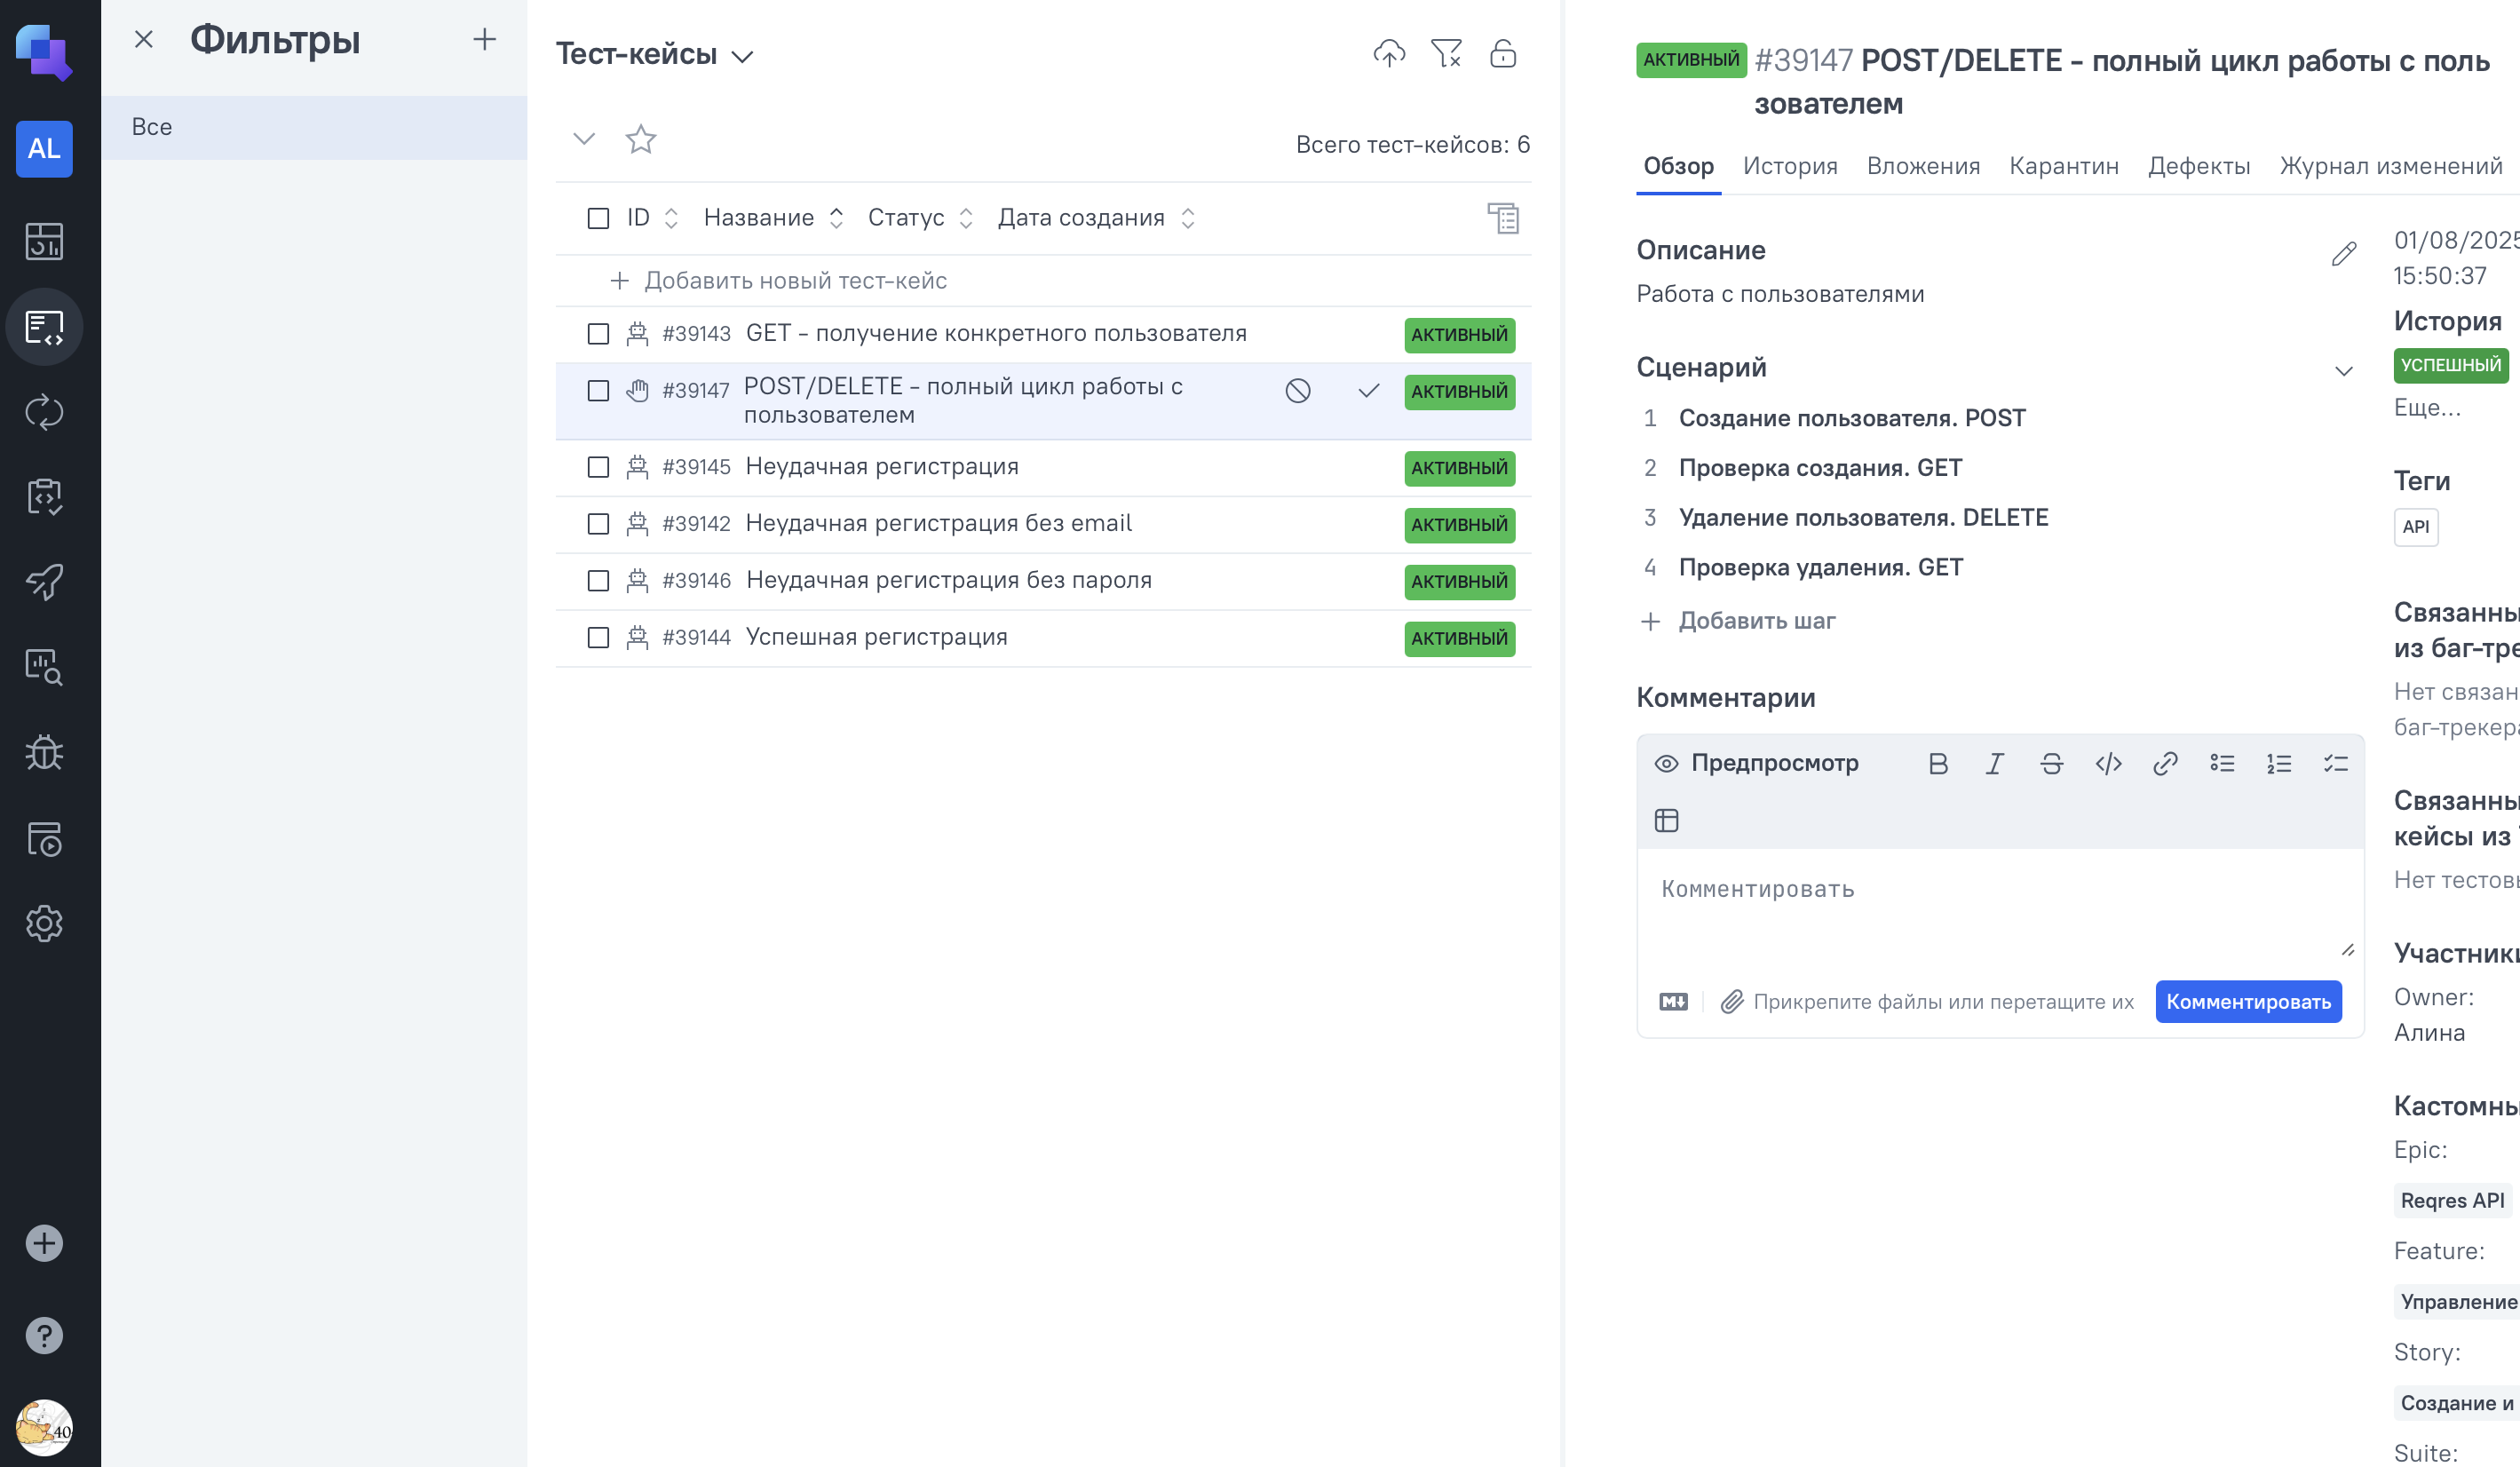 AL
40
Фильтры
Все
Тест-кейсы
Всего тест-кейсов: 6
ID Название Статус Дата создания
Добавить новый тест-кейс
#39143 GET - получение конкретного пользователя АКТИВНЫЙ
#39147 POST/DELETE - полный цикл работы с
пользователем АКТИВНЫЙ
#39145 Неудачная регистрация АКТИВНЫЙ
#39142 Неудачная регистрация без email АКТИВНЫЙ
#39146 Неудачная регистрация без пароля АКТИВНЫЙ
#39144 Успешная регистрация АКТИВНЫЙ
АКТИВНЫЙ #39147 POST/DELETE - полный цикл работы с поль
зователем
Обзор История Вложения Карантин Дефекты Журнал изменений
Описание
Работа с пользователями
Сценарий
1 Создание пользователя. POST
2 Проверка создания. GET
3 Удаление пользователя. DELETE
4 Проверка удаления. GET
Добавить шаг
Комментарии
Предпросмотр
Комментировать
M↓ Прикрепите файлы или перетащите их Комментировать
01/08/2025
15:50:37
История
УСПЕШНЫЙ
Еще...
Теги
API
Связанны
из баг-тре
Нет связан
баг-трекера
Связанны
кейсы из
Нет тестовы
Участники
Owner:
Алина
Кастомны
Epic:
Reqres API
Feature:
Управление
Story:
Создание и
Suite: